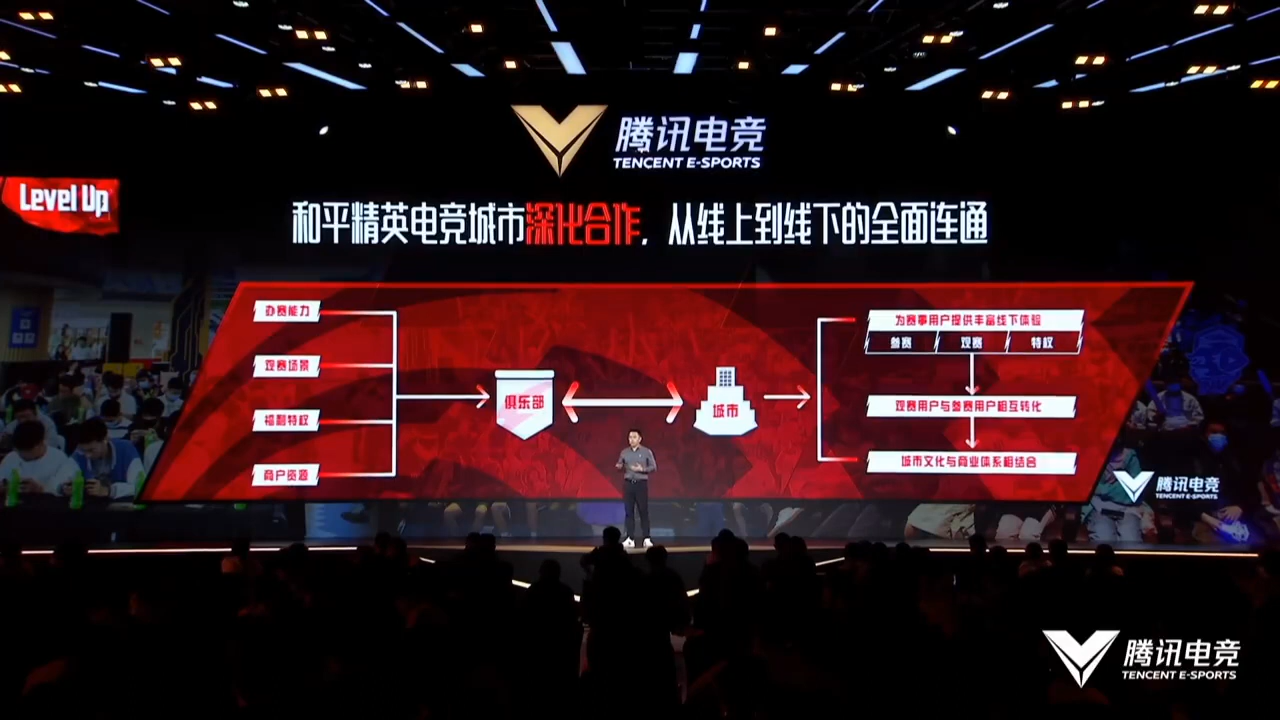 腾讯电竞
TENCENT E-SPORTS
Level Up
和平精英电竞城市深化合作，从线上到线下的全面连通
办赛能力
观赛场景
福利特权
商户资源
俱乐部
城市
为赛事用户提供丰富线下体验
参赛 观赛 特权
观赛用户与参赛用户相互转化
城市文化与商业体系相结合
腾讯电竞
TENCENT E-SPORTS
腾讯电竞
TENCENT E-SPORTS